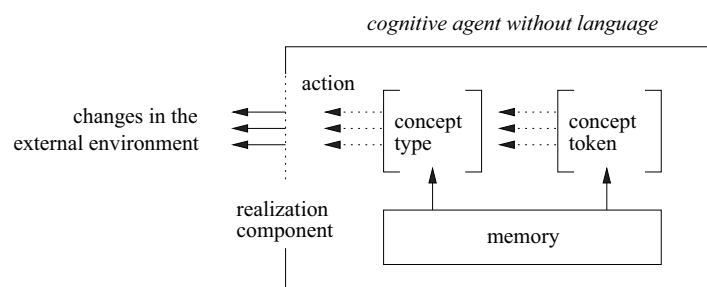 cognitive agent without language
action
changes in the
external environment
concept
type
concept
token
realization
component
memory